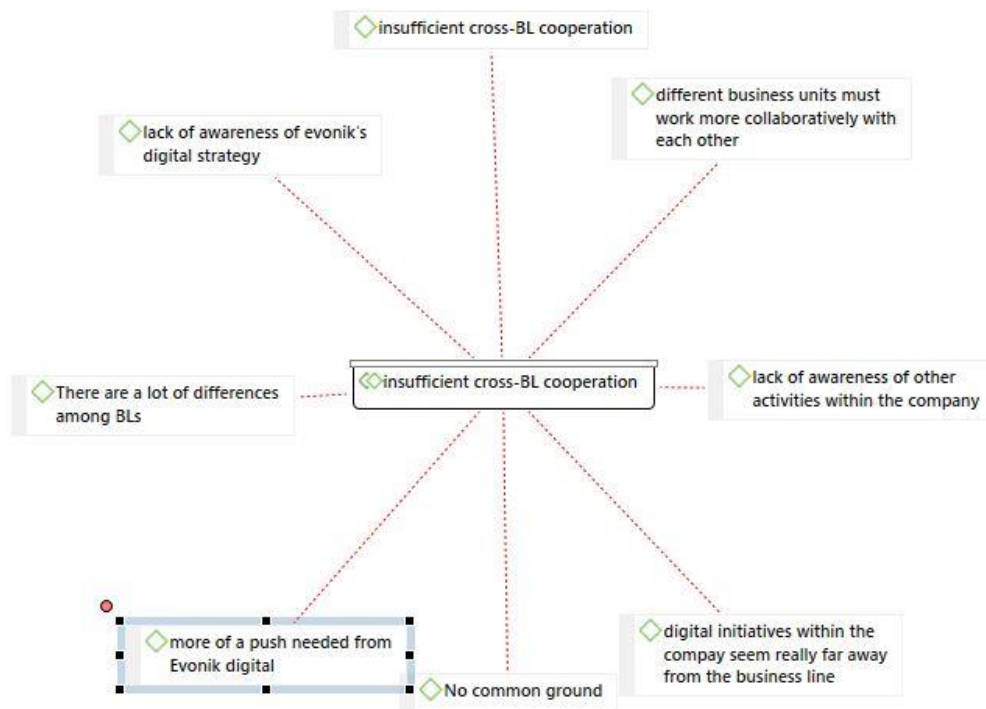 insufficient cross-BL cooperation
different business units must
work more collaboratively with
each other
lack of awareness of evonik's
digital strategy
insufficient cross-BL cooperation
There are a lot of differences
among BLs
lack of awareness of other
activities within the company
more of a push needed from
Evonik digital
digital initiatives within the
compay seem really far away
from the business line
No common ground